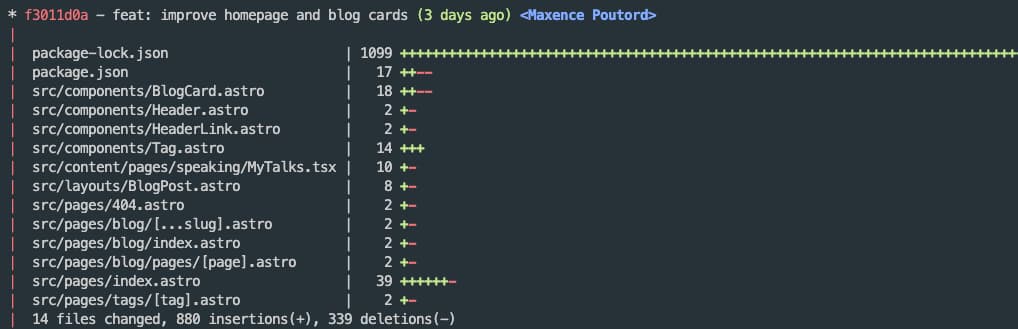 * f3011d0a - feat: improve homepage and blog cards (3 days ago) <Maxence Poutord>
|
| package-lock.json | 1099 +++++++++++++++++++++++++++++++++++++++++++++++++++++++++++++++++++++++++++++
| package.json | 17 ++--
| src/components/BlogCard.astro | 18 ++--
| src/components/Header.astro | 2 +-
| src/components/HeaderLink.astro | 2 +-
| src/components/Tag.astro | 14 +++
| src/content/pages/speaking/MyTalks.tsx | 10 +-
| src/layouts/BlogPost.astro | 8 +-
| src/pages/404.astro | 2 +-
| src/pages/blog/[...slug].astro | 2 +-
| src/pages/blog/index.astro | 2 +-
| src/pages/blog/pages/[page].astro | 2 +-
| src/pages/index.astro | 39 ++++++-
| src/pages/tags/[tag].astro | 2 +-
| 14 files changed, 880 insertions(+), 339 deletions(-)